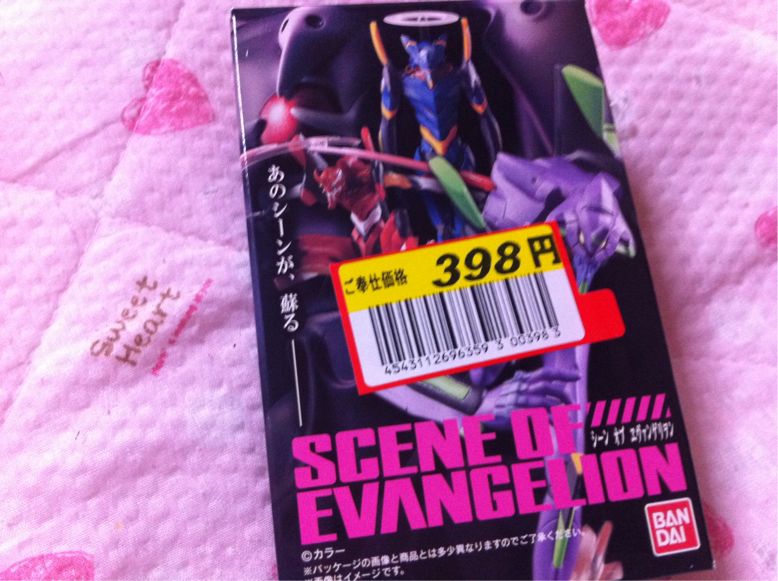 あのシーンが、蘇る
ご奉仕価格 398円
4543112696359 3 00398 3
SCENE OF
シーン オブ ヱヴァンゲリヲン
EVANGELION
BAN
DAI
©カラー
※パッケージの画像と商品とは多少異なりますのでご了承ください。
※画像はイメージです。
Sweet
Heart